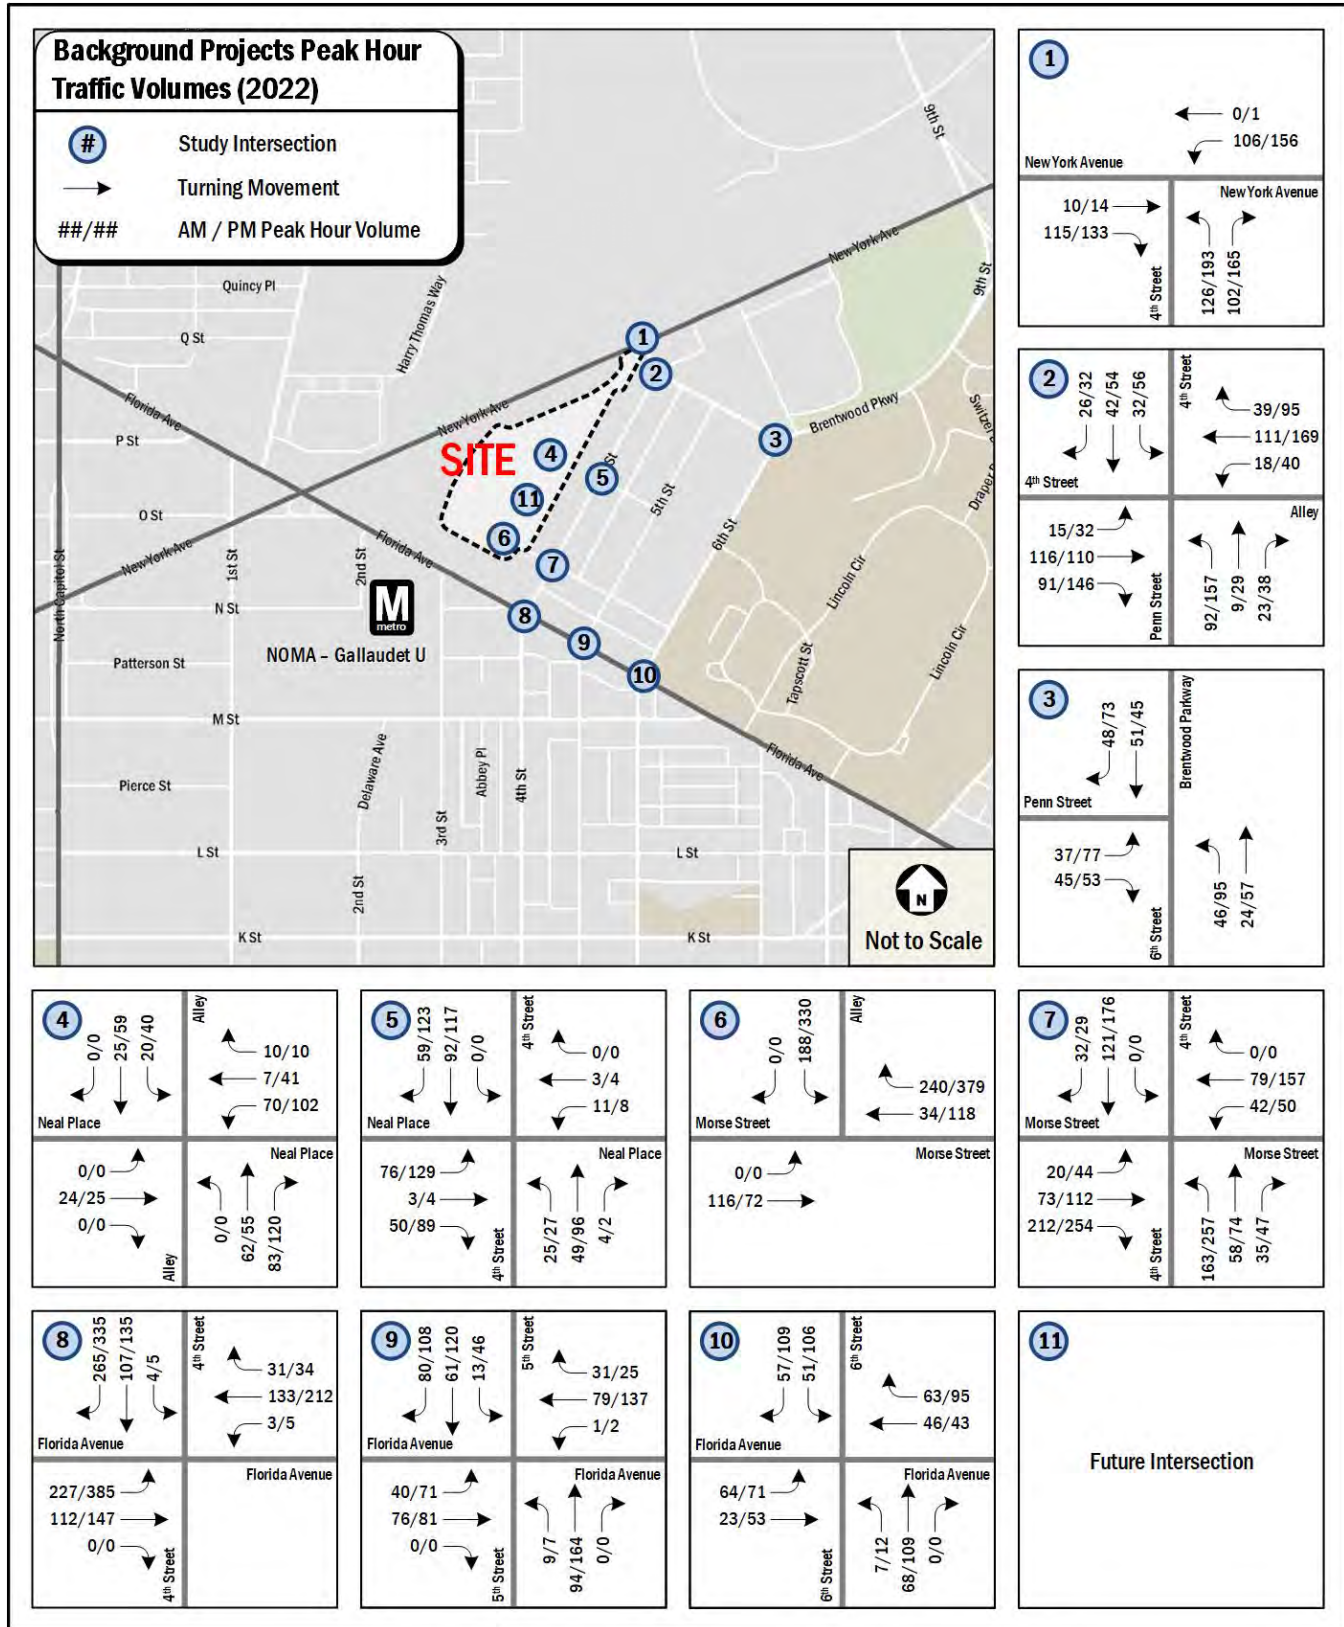 Background Projects Peak Hour
Traffic Volumes (2022)
#
Study Intersection
Turning Movement
##/##
AM / PM Peak Hour Volume
9th St
New York Ave
9th St
Quincy Pl
Harry Thomas Way
Q St
Florida Ave
New York Ave
P St
1
2
3
Brentwood Pkwy
SITE
4
5
St
11
5th St
6th St
6
7
O St
New York Ave
Florida Ave
1st St
2nd St
North Capitol St
N St
M
metro
NOMA – Gallaudet U
8
9
10
Patterson St
M St
Lincoln Cir
Lincoln Cir
Tapscott St
Florida Ave
Delaware Ave
Abbey Pl
4th St
Pierce St
3rd St
L St
L St
2nd St
K St
K St
N
Not to Scale
1
0/1
106/156
New York Avenue
New York Avenue
10/14
115/133
4th Street
126/193
102/165
2
26/32
42/54
32/56
4th Street
39/95
111/169
18/40
4th Street
Alley
15/32
116/110
91/146
Penn Street
92/157
9/29
23/38
3
48/73
51/45
Brentwood Parkway
Penn Street
37/77
45/53
6th Street
46/95
24/57
4
0/0
25/59
20/40
Alley
10/10
7/41
70/102
Neal Place
Neal Place
0/0
24/25
0/0
Alley
0/0
62/55
83/120
5
59/123
92/117
0/0
4th Street
0/0
3/4
11/8
Neal Place
Neal Place
76/129
3/4
50/89
4th Street
25/27
49/96
4/2
6
0/0
188/330
Alley
240/379
34/118
Morse Street
Morse Street
0/0
116/72
7
32/29
121/176
0/0
4th Street
0/0
79/157
42/50
Morse Street
Morse Street
20/44
73/112
212/254
4th Street
163/257
58/74
35/47
8
265/335
107/135
4/5
4th Street
31/34
133/212
3/5
Florida Avenue
Florida Avenue
227/385
112/147
0/0
4th Street
9
80/108
61/120
13/46
5th Street
31/25
79/137
1/2
Florida Avenue
Florida Avenue
40/71
76/81
0/0
5th Street
9/7
94/164
0/0
10
57/109
51/106
6th Street
63/95
46/43
Florida Avenue
Florida Avenue
64/71
23/53
6th Street
7/12
68/109
0/0
11
Future Intersection